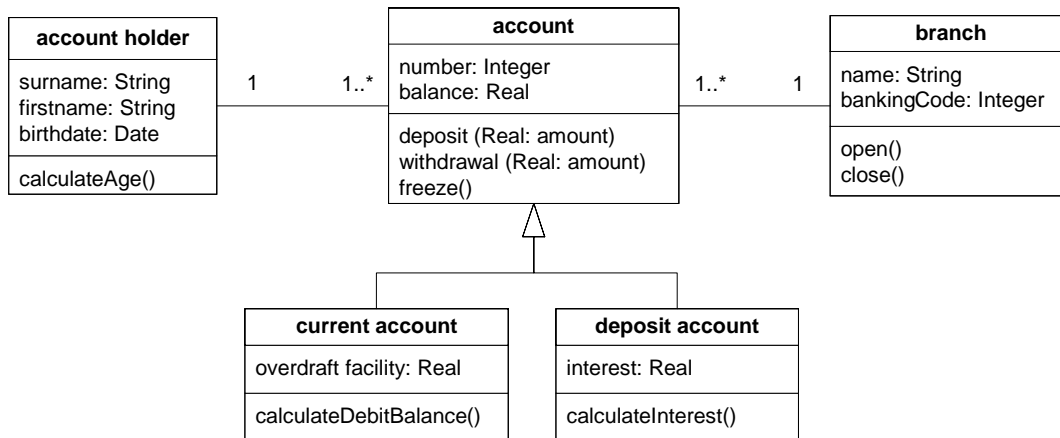 account holder
surname: String
firstname: String
birthdate: Date
calculateAge()
1
1..*
account
number: Integer
balance: Real
deposit (Real: amount)
withdrawal (Real: amount)
freeze()
1..*
1
branch
name: String
bankingCode: Integer
open()
close()
current account
overdraft facility: Real
calculateDebitBalance()
deposit account
interest: Real
calculateInterest()